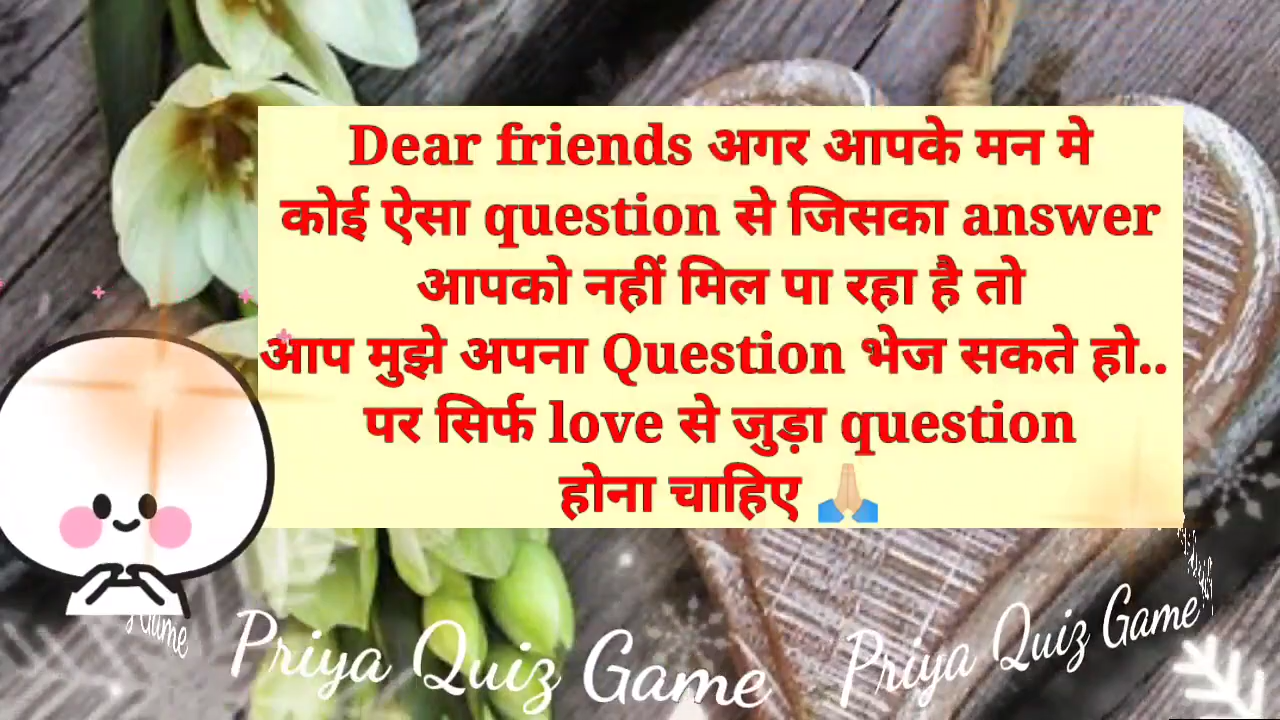 Dear friends अगर आपके मन मे
कोई ऐसा question से जिसका answer
आपको नहीं मिल पा रहा है तो
आप मुझे अपना Question भेज सकते हो..
पर सिर्फ love से जुड़ा question
होना चाहिए 🙏🏼
Game
Priya Quiz Game
Priya Quiz Game